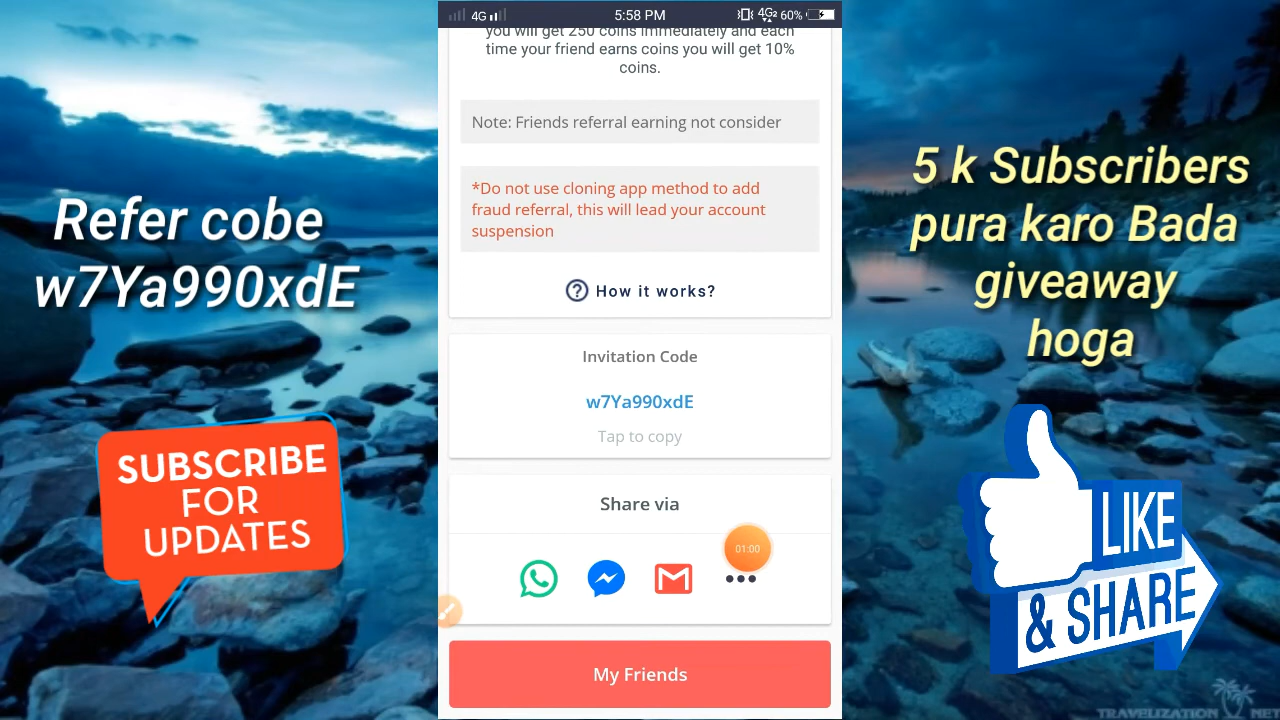 4G
5:58 PM
4G2 60%
you will get 250 coins immediately and each
time your friend earns coins you will get 10%
coins.
Note: Friends referral earning not consider
*Do not use cloning app method to add
fraud referral, this will lead your account
suspension
? How it works?
Invitation Code
w7Ya990xdE
Tap to copy
Share via
01:00
My Friends
Refer cobe
w7Ya990xdE
SUBSCRIBE
FOR
UPDATES
5 k Subscribers
pura karo Bada
giveaway
hoga
LIKE
& SHARE
TRAVELIZATION NET